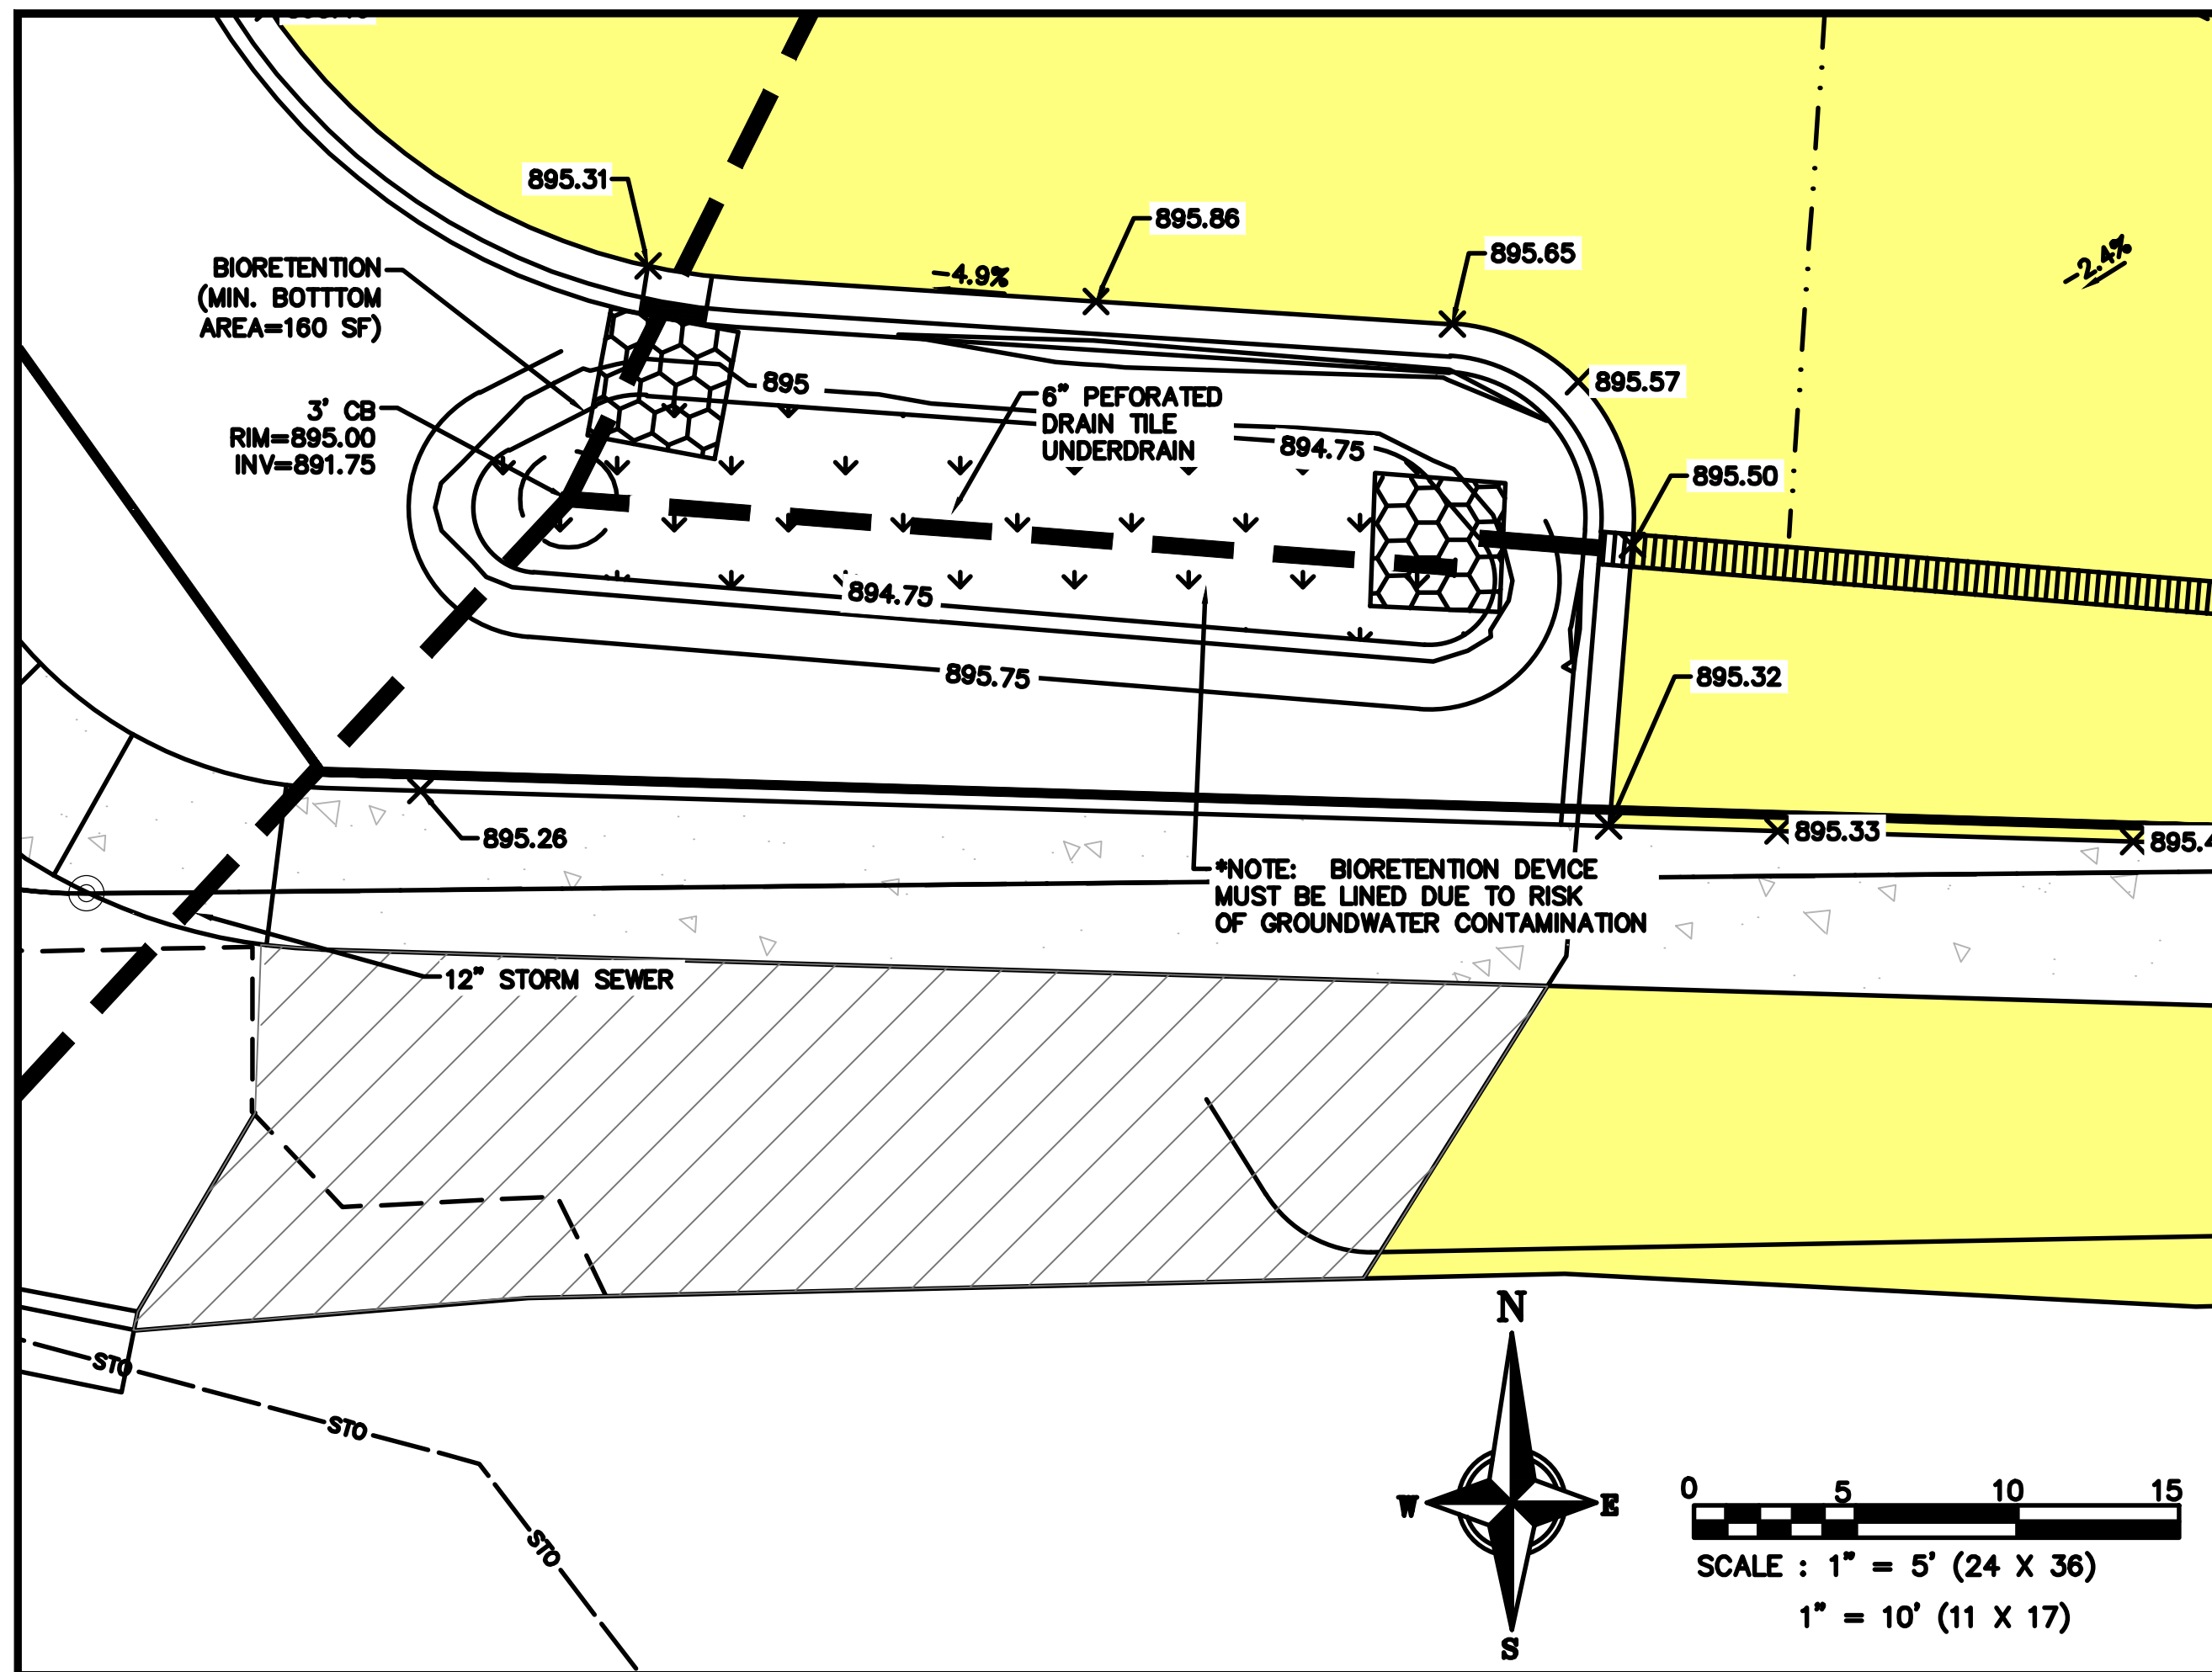 895.31
895.86
895.65
-4.9%
-2.4%
BIORETENTION
(MIN. BOTTTOM
AREA=160 SF)
895
895.57
3' CB
RIM=895.00
INV=891.75
6" PEFORATED
DRAIN TILE
UNDERDRAIN
894.75
895.50
894.75
895.75
895.32
895.26
895.33
895.4
*NOTE: BIORETENTION DEVICE
MUST BE LINED DUE TO RISK
OF GROUNDWATER CONTAMINATION
12" STORM SEWER
N
W
E
S
STO
STO
STO
0 5 10 15
SCALE : 1" = 5' (24 X 36)
1" = 10' (11 X 17)